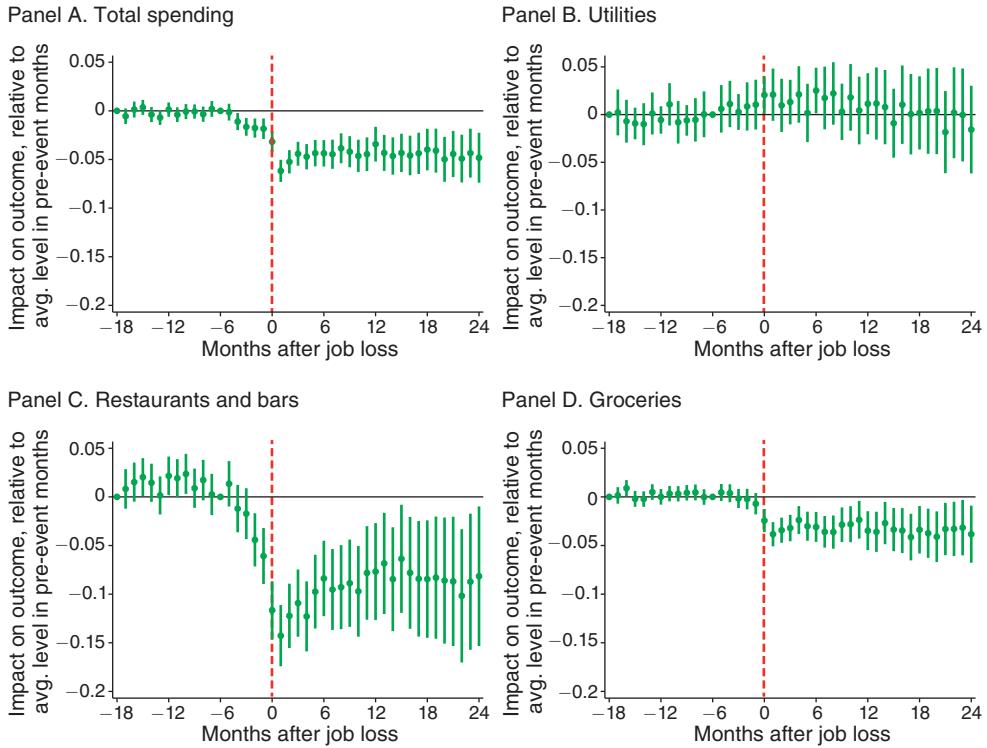 Panel A. Total spending
Impact on outcome, relative to
avg. level in pre-event months
0.05
0
−0.05
−0.1
−0.15
−0.2
−18 −12 −6 0 6 12 18 24
Months after job loss
Panel B. Utilities
Impact on outcome, relative to
avg. level in pre-event months
0.05
0
−0.05
−0.1
−0.15
−0.2
−18 −12 −6 0 6 12 18 24
Months after job loss
Panel C. Restaurants and bars
Impact on outcome, relative to
avg. level in pre-event months
0.05
0
−0.05
−0.1
−0.15
−0.2
−18 −12 −6 0 6 12 18 24
Months after job loss
Panel D. Groceries
Impact on outcome, relative to
avg. level in pre-event months
0.05
0
−0.05
−0.1
−0.15
−0.2
−18 −12 −6 0 6 12 18 24
Months after job loss